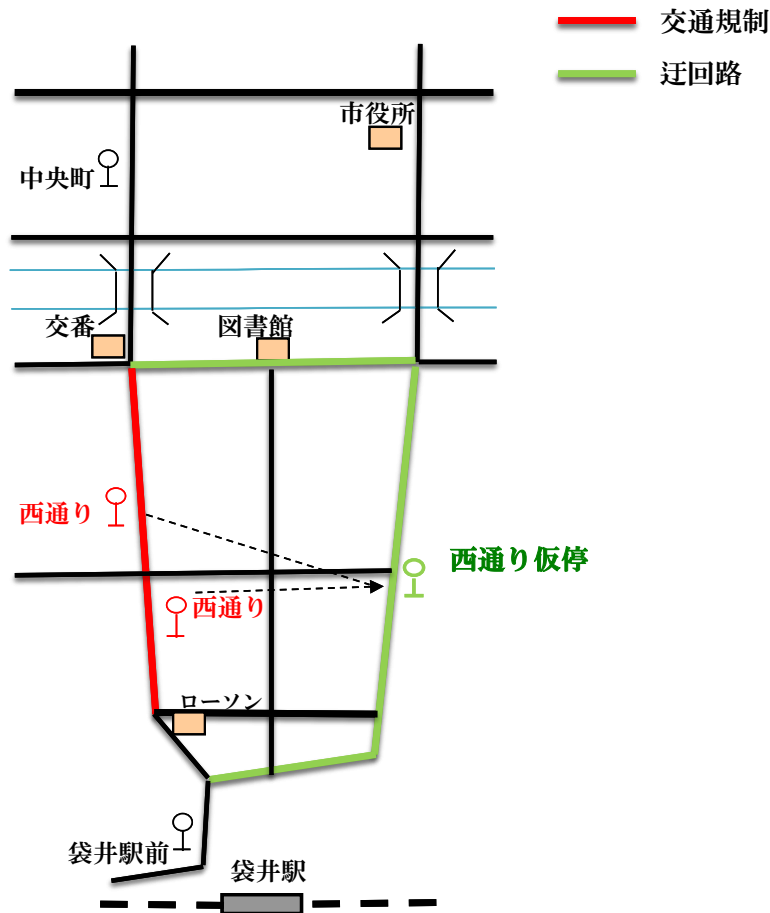 交通規制
迂回路
市役所
中央町
交番
図書館
西通り
西通り仮停
西通り
ローソン
袋井駅前
袋井駅